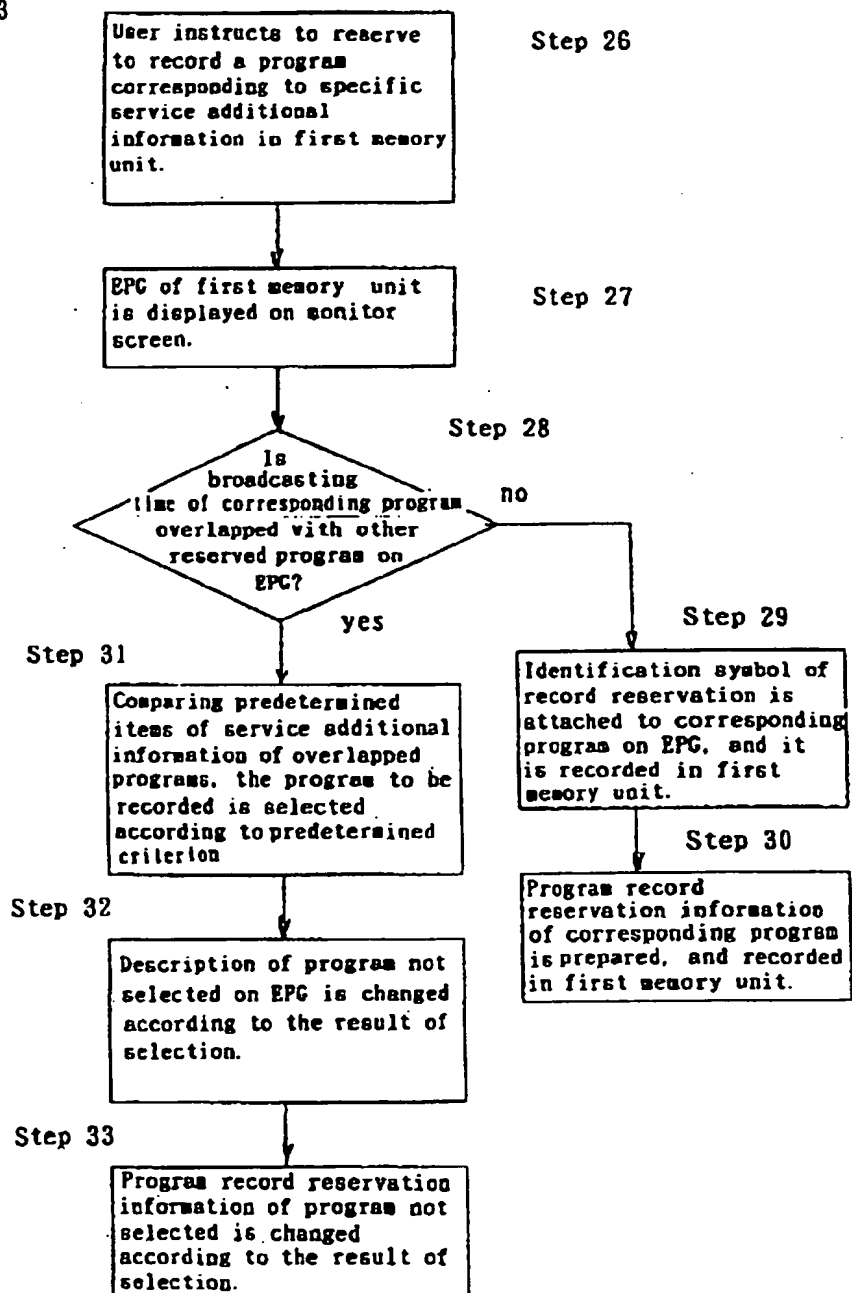 3
User instructs to reserve
to record a program
corresponding to specific
service additional
information in first memory
unit.
Step 26
EPG of first memory unit
is displayed on monitor
screen.
Step 27
Step 28
Is
broadcasting
time of corresponding program
overlapped with other
reserved program on
EPG?
no
yes
Step 29
Identification symbol of
record reservation is
attached to corresponding
program on EPG, and it
is recorded in first
memory unit.
Step 30
Program record
reservation information
of corresponding program
is prepared, and recorded
in first memory unit.
Step 31
Comparing predetermined
items of service additional
information of overlapped
programs, the program to be
recorded is selected
according to predetermined
criterion
Step 32
Description of program not
selected on EPG is changed
according to the result of
selection.
Step 33
Program record reservation
information of program not
selected is changed
according to the result of
selection.